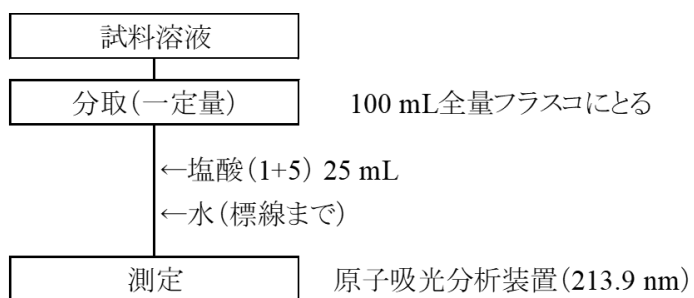 試料溶液
分取(一定量) 100 mL全量フラスコにとる
←塩酸(1+5) 25 mL
←水(標線まで)
測定 原子吸光分析装置(213.9 nm)